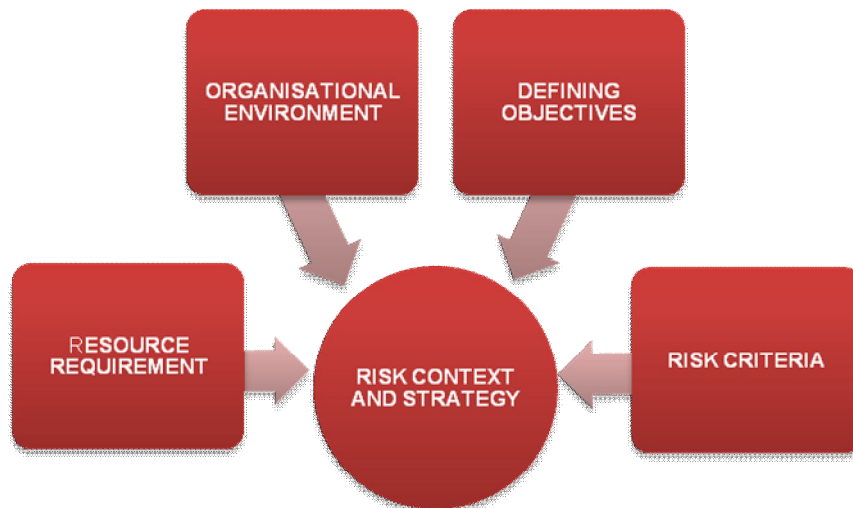 ORGANISATIONAL
ENVIRONMENT
DEFINING
OBJECTIVES
RESOURCE
REQUIREMENT
RISK CONTEXT
AND STRATEGY
RISK CRITERIA